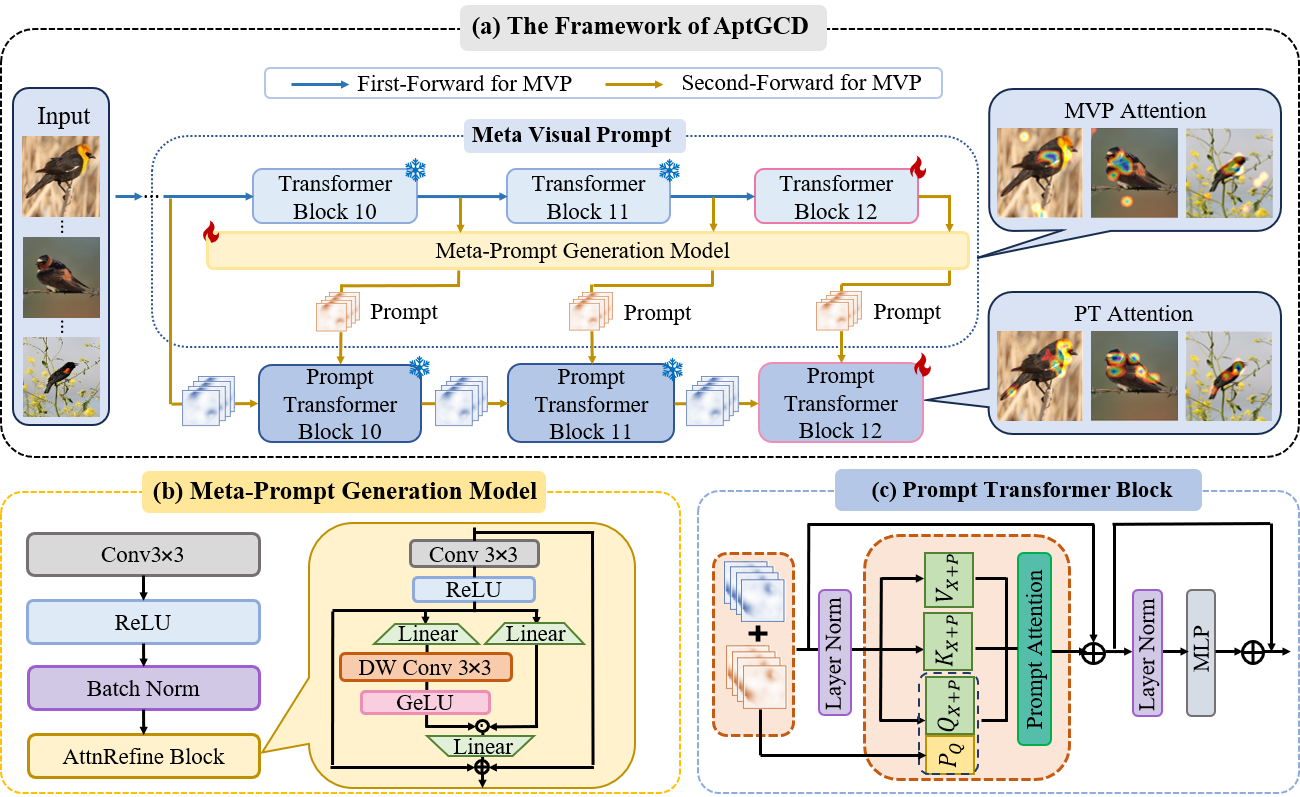 (a) The Framework of AptGCD
First-Forward for MVP
Second-Forward for MVP
Input
Meta Visual Prompt
MVP Attention
Transformer
Block 10
Transformer
Block 11
Transformer
Block 12
Meta-Prompt Generation Model
Prompt
Prompt
Prompt
PT Attention
Prompt
Transformer
Block 10
Prompt
Transformer
Block 11
Prompt
Transformer
Block 12
(b) Meta-Prompt Generation Model
Conv3×3
ReLU
Batch Norm
AttnRefine Block
Conv 3×3
ReLU
Linear
Linear
DW Conv 3×3
GeLU
Linear
(c) Prompt Transformer Block
+
Layer Norm
V_{X+P}
K_{X+P}
Q_{X+P}
P_Q
Prompt Attention
Layer Norm
MLP